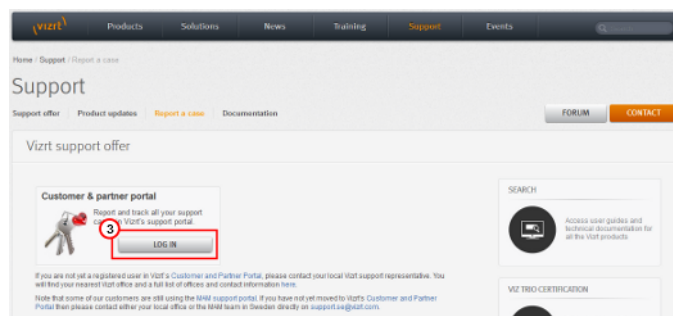 vizrt Products Solutions News Training Support Events
Home / Support / Report a case
Support
Support offer Product updates Report a case Documentation FORUM CONTACT
Vizrt support offer
Customer & partner portal
Report and track all your support
in Vizrt's support portal.
3
LOG IN
SEARCH
Access user guides and
technical documentation for
all the Vizrt products
If you are not yet a registered user in Vizrt's Customer and Partner Portal, please contact your local Vizrt support representative. You
will find your nearest Vizrt office and a full list of offices and contact information here.
Note that some of our customers are still using the MAM support portal. If you have not yet moved to Vizrt's Customer and Partner
Portal then please contact either your local office or the MAM team in Sweden directly on support.se@vizrt.com.
VIZ TRIO CERTIFICATION